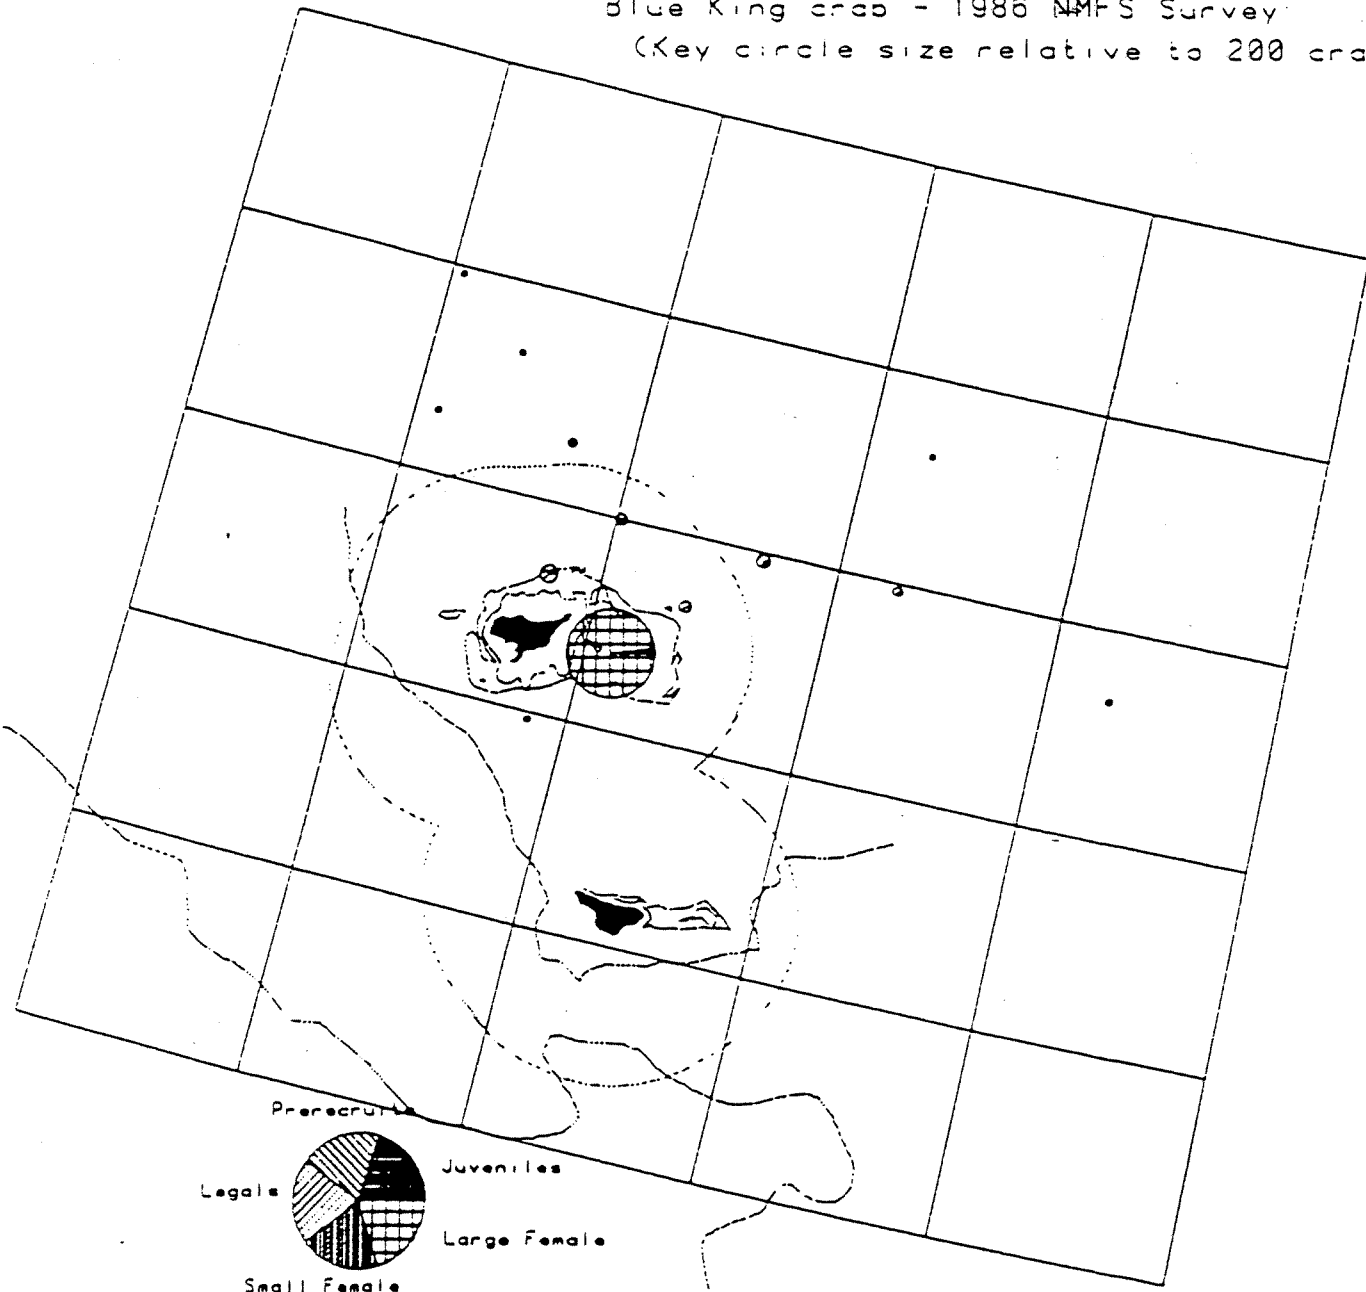 Blue King crab - 1986 NMFS Survey
(Key circle size relative to 200 cra
Prerecruits
Juveniles
Legals
Large Female
Small Female